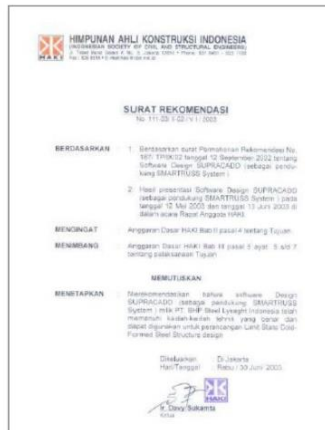 HAKI
HIMPUNAN AHLI KONSTRUKSI INDONESIA
(INDONESIAN SOCIETY OF CIVIL AND STRUCTURAL ENGINEERS)
SURAT REKOMENDASI
BERDASARKAN : 1. Berdasarkan surat Permohonan Rekomendasi No.
tanggal 12 September 2002 tentang
Software Design SUPRACADO (sebagai pendu-
kung SMARTRUSS System )
2. Hasil presentasi Software Design SUPRACADO
(sebagai pendukung SMARTRUSS System ) pada
tanggal 12 Mei 2003 dan tanggal 13 Juni 2003 di
dalam acara Rapat Anggota HAKI.
MENGINGAT : Anggaran Dasar HAKI Bab II pasal 4 tentang Tujuan.
MENIMBANG : Anggaran Dasar HAKI Bab III pasal 5 ayat 5 s/d 7
tentang pelaksanaan Tujuan
MEMUTUSKAN
MENETAPKAN : Merekomendasikan bahwa software Design
SUPRACADO (sebagai pendukung SMARTRUSS
System ) milik PT. BHP Steel Lysaght Indonesia telah
memenuhi kaidah-kaidah tehnik yang benar dan
dapat digunakan untuk perancangan Limit State Cold-
Formed Steel Structure design
Dikeluarkan : Di Jakarta
Hari/Tanggal : Rabu / 30 Juni 2003
HAKI
Ir. Davy Sukamta
Ketua